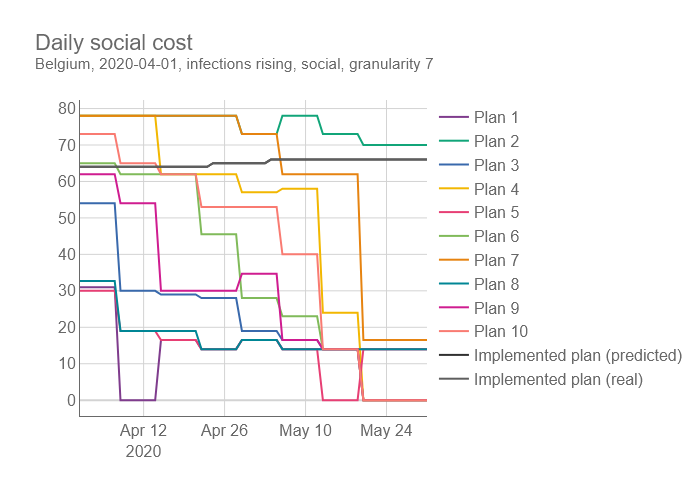 Daily social cost
Belgium, 2020-04-01, infections rising, social, granularity 7
80
70
60
50
40
30
20
10
0
Apr 12
2020
Apr 26
May 10
May 24
Plan 1
Plan 2
Plan 3
Plan 4
Plan 5
Plan 6
Plan 7
Plan 8
Plan 9
Plan 10
Implemented plan (predicted)
Implemented plan (real)